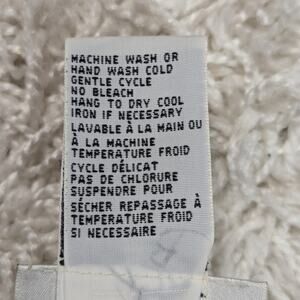 MACHINE WASH OR
HAND WASH COLD
GENTLE CYCLE
NO BLEACH
HANG TO DRY COOL
IRON IF NECESSARY
LAVABLE À LA MAIN OU
À LA MACHINE
TEMPERATURE FROID
CYCLE DÉLICAT
PAS DE CHLORURE
SUSPENDRE POUR
SÉCHER REPASSAGE À
TEMPERATURE FROID
SI NECESSAIRE